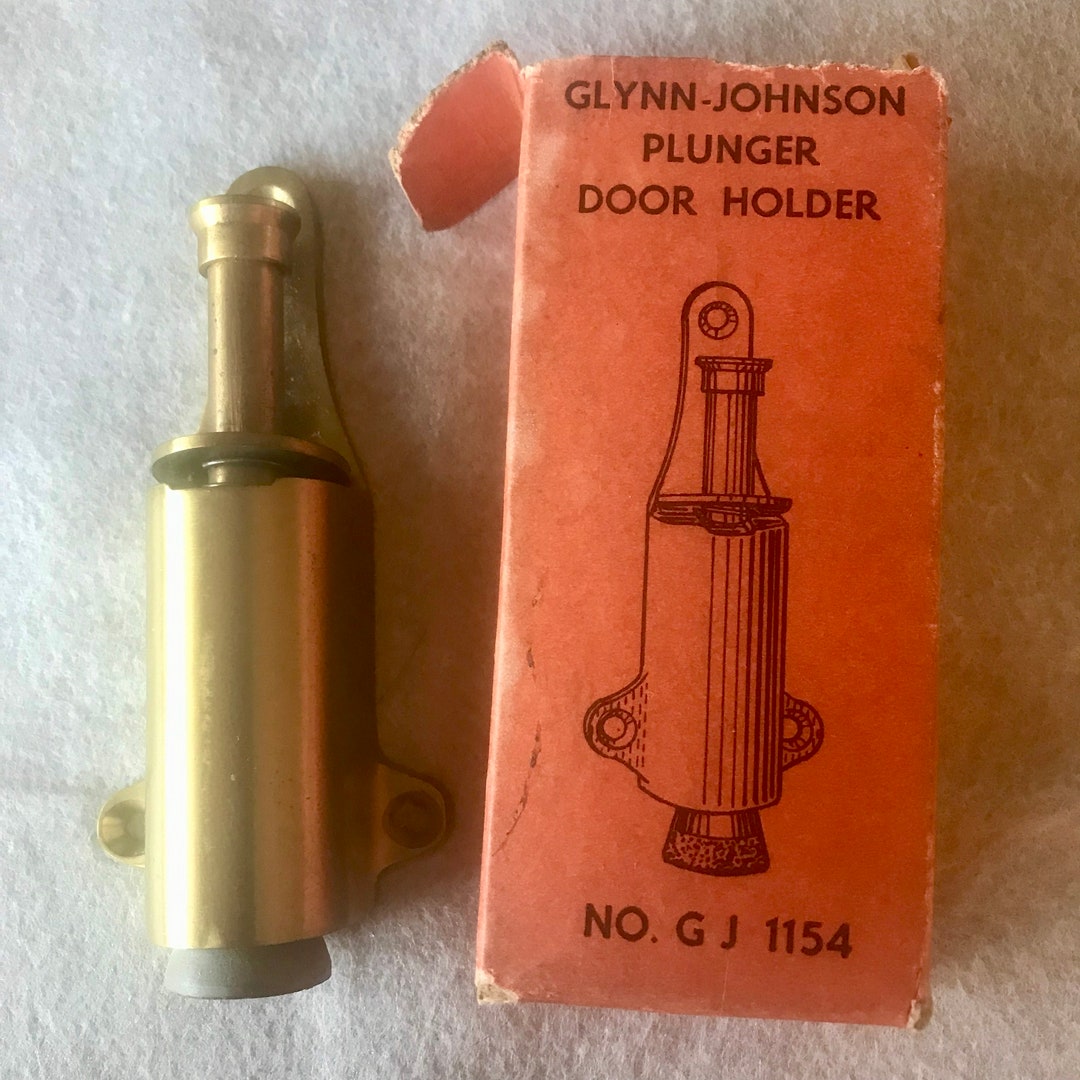 GLYNN-JOHNSON
PLUNGER
DOOR HOLDER
NO. G J 1154